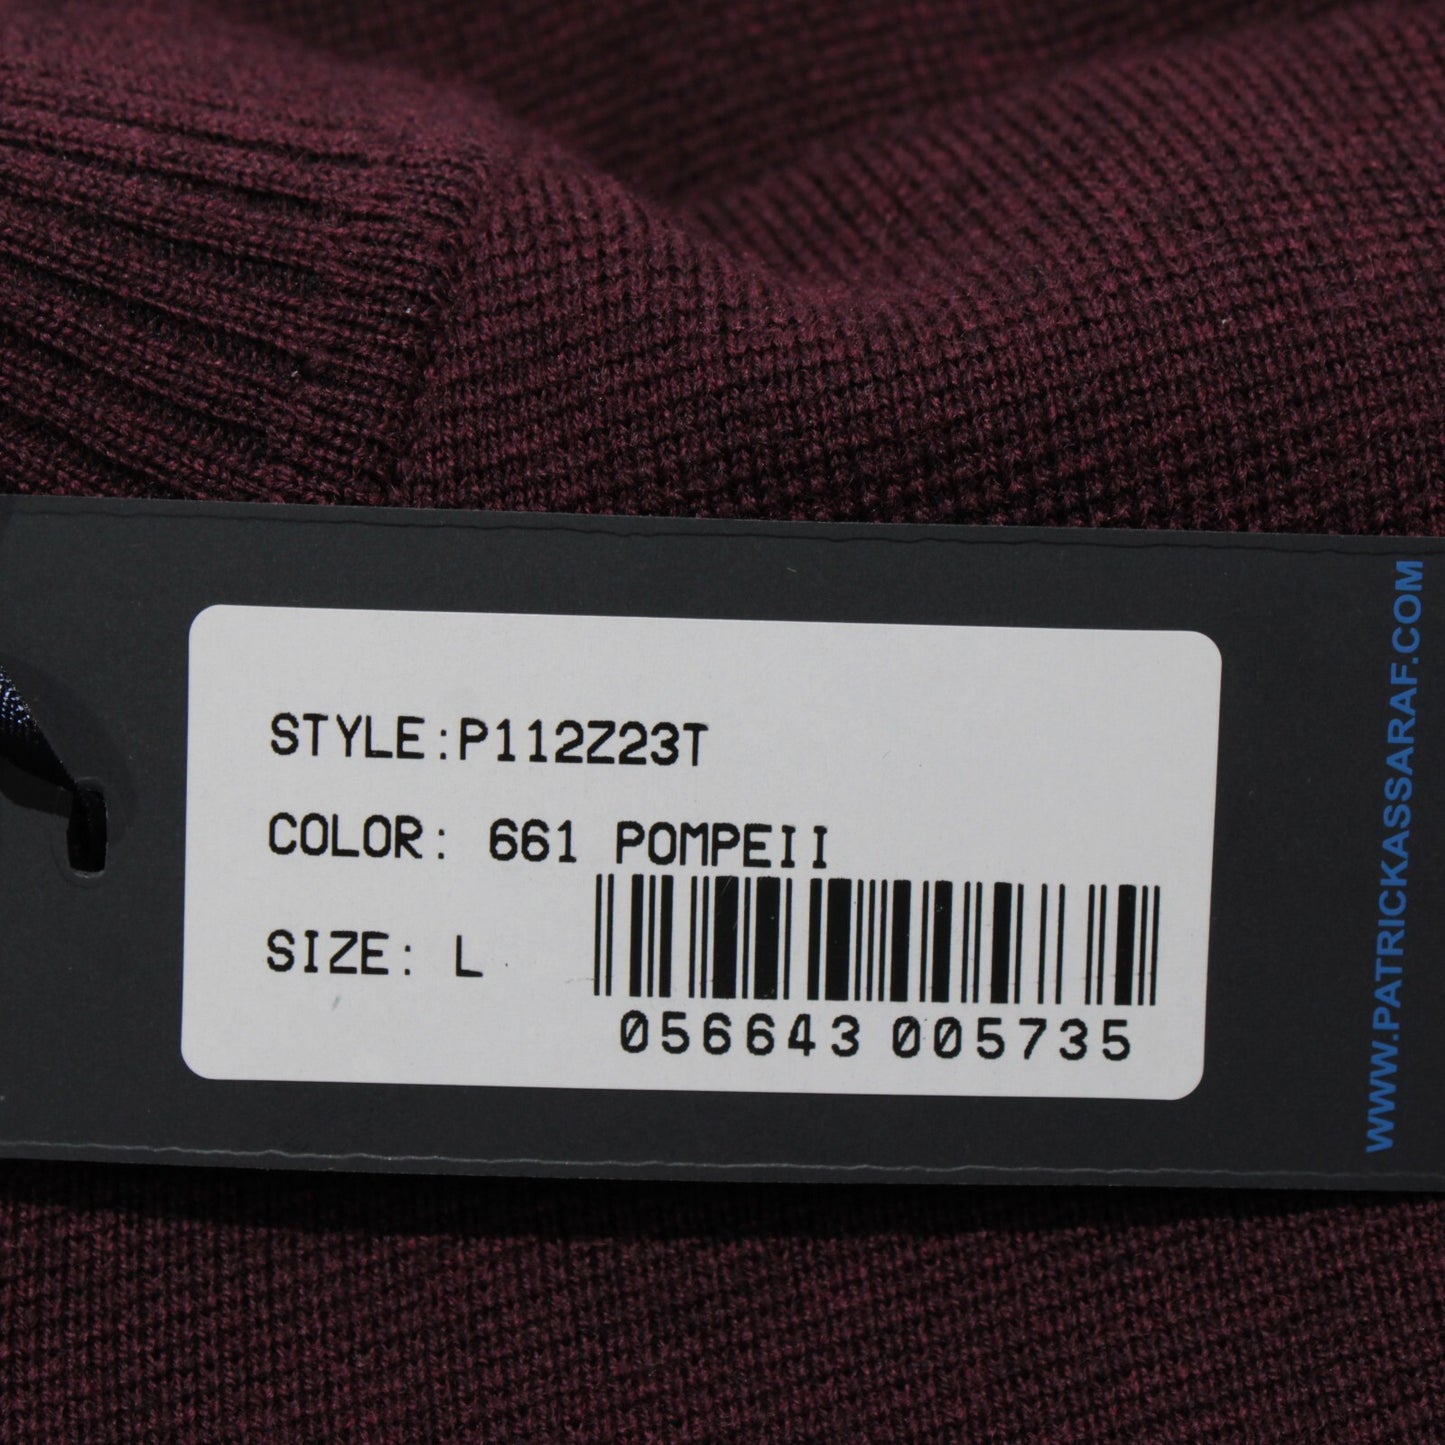 STYLE:P112Z23T
COLOR: 661 POMPEII
SIZE: L
056643 005735
WWW.PATRICKASSARAF.COM